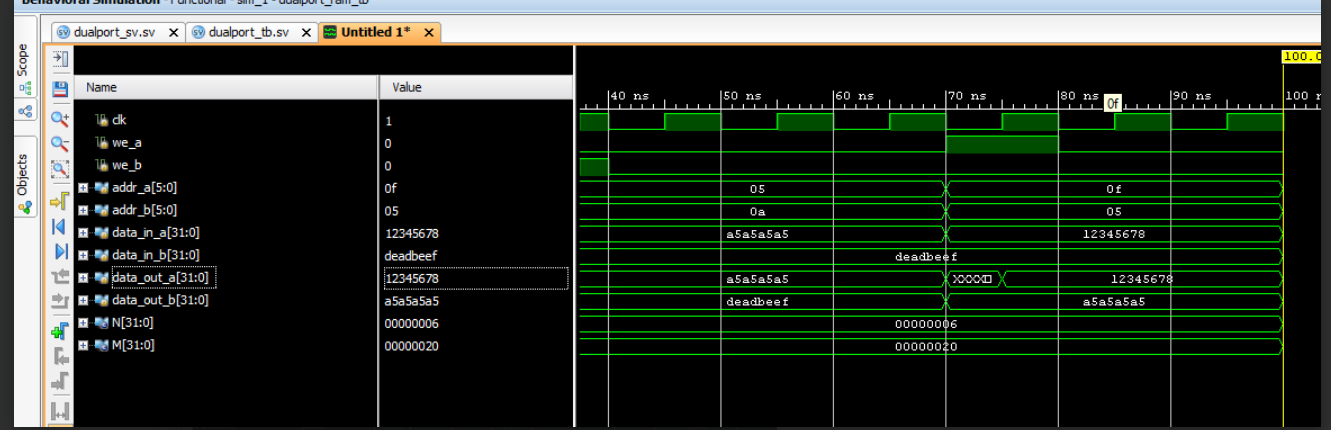 Behavioral Simulation - Functional - sim_1 - dualport_ram_tb
dualport_sv.sv
dualport_tb.sv
Untitled 1*
Scope
Objects
Name
Value
100.0
40 ns
50 ns
60 ns
70 ns
80 ns
0f
90 ns
100
clk
1
we_a
0
we_b
0
addr_a[5:0]
0f
05
0f
addr_b[5:0]
05
0a
05
data_in_a[31:0]
12345678
a5a5a5a5
12345678
data_in_b[31:0]
deadbeef
deadbeef
data_out_a[31:0]
12345678
a5a5a5a5
XXXX
12345678
data_out_b[31:0]
a5a5a5a5
deadbeef
a5a5a5a5
N[31:0]
00000006
00000006
M[31:0]
00000020
00000020